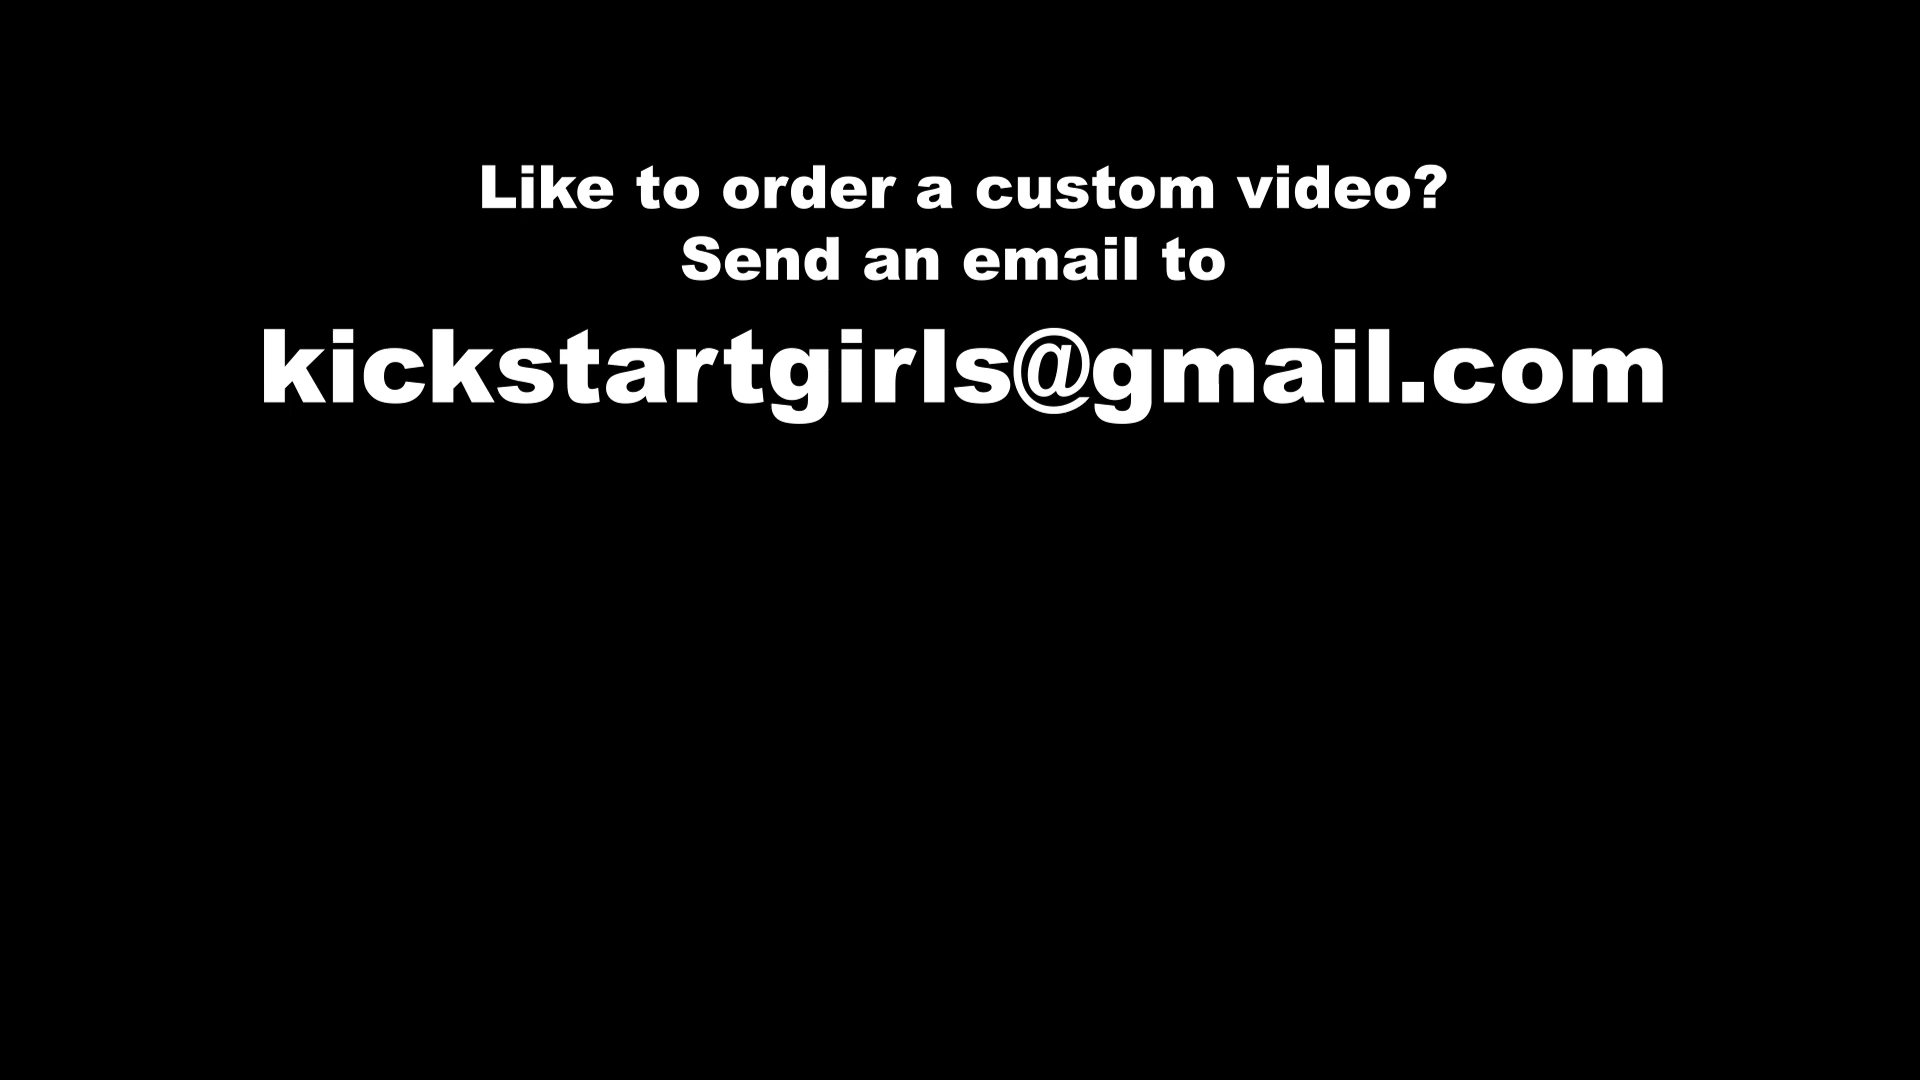 Like to order a custom video?
Send an email to
kickstartgirls@gmail.com